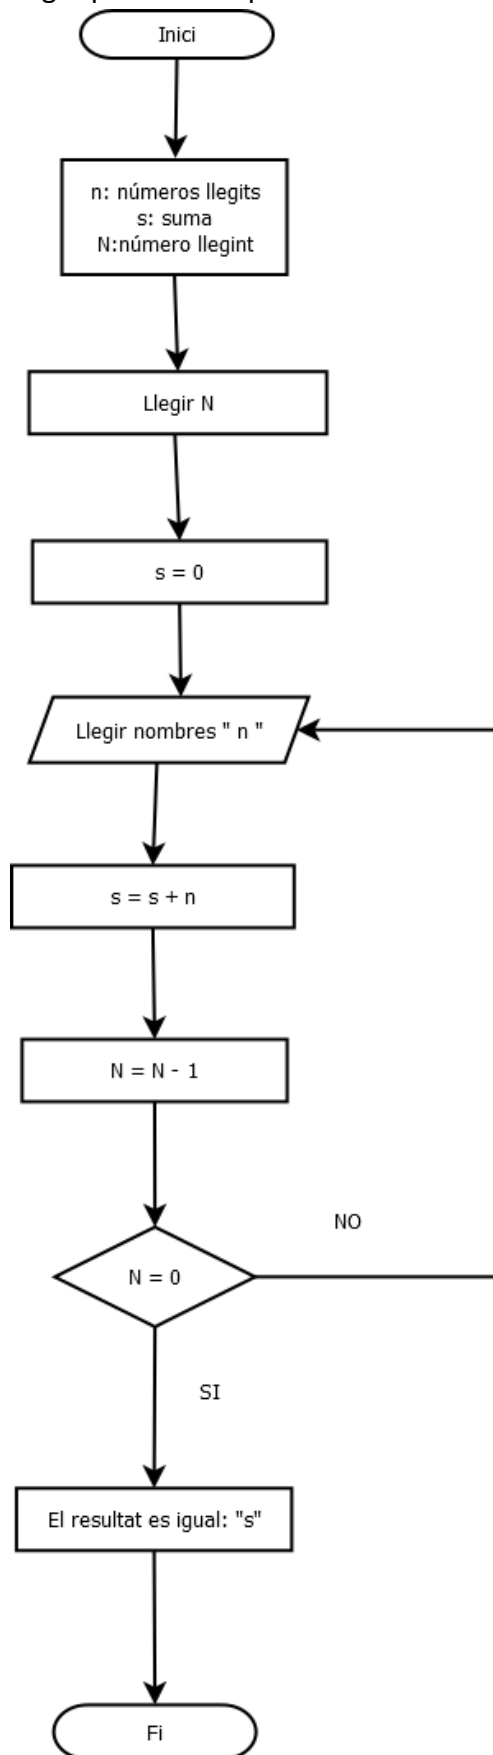 Inici
n: números llegits
s: suma
N:número llegint
Llegir N
s = 0
Llegir nombres " n "
s = s + n
N = N - 1
NO
N = 0
SI
El resultat es igual: "s"
Fi